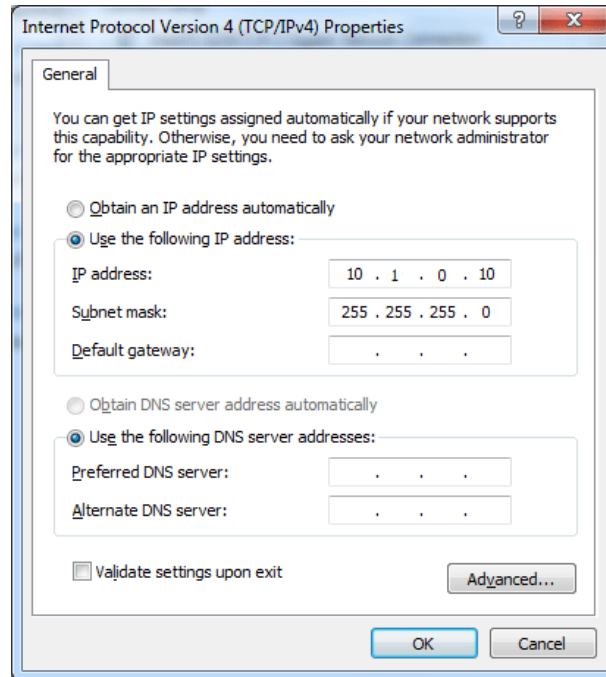 Internet Protocol Version 4 (TCP/IPv4) Properties
?
General
You can get IP settings assigned automatically if your network supports
this capability. Otherwise, you need to ask your network administrator
for the appropriate IP settings.
Obtain an IP address automatically
Use the following IP address:
IP address: 10 . 1 . 0 . 10
Subnet mask: 255 . 255 . 255 . 0
Default gateway: . . .
Obtain DNS server address automatically
Use the following DNS server addresses:
Preferred DNS server: . . .
Alternate DNS server: . . .
Validate settings upon exit
Advanced...
OK Cancel